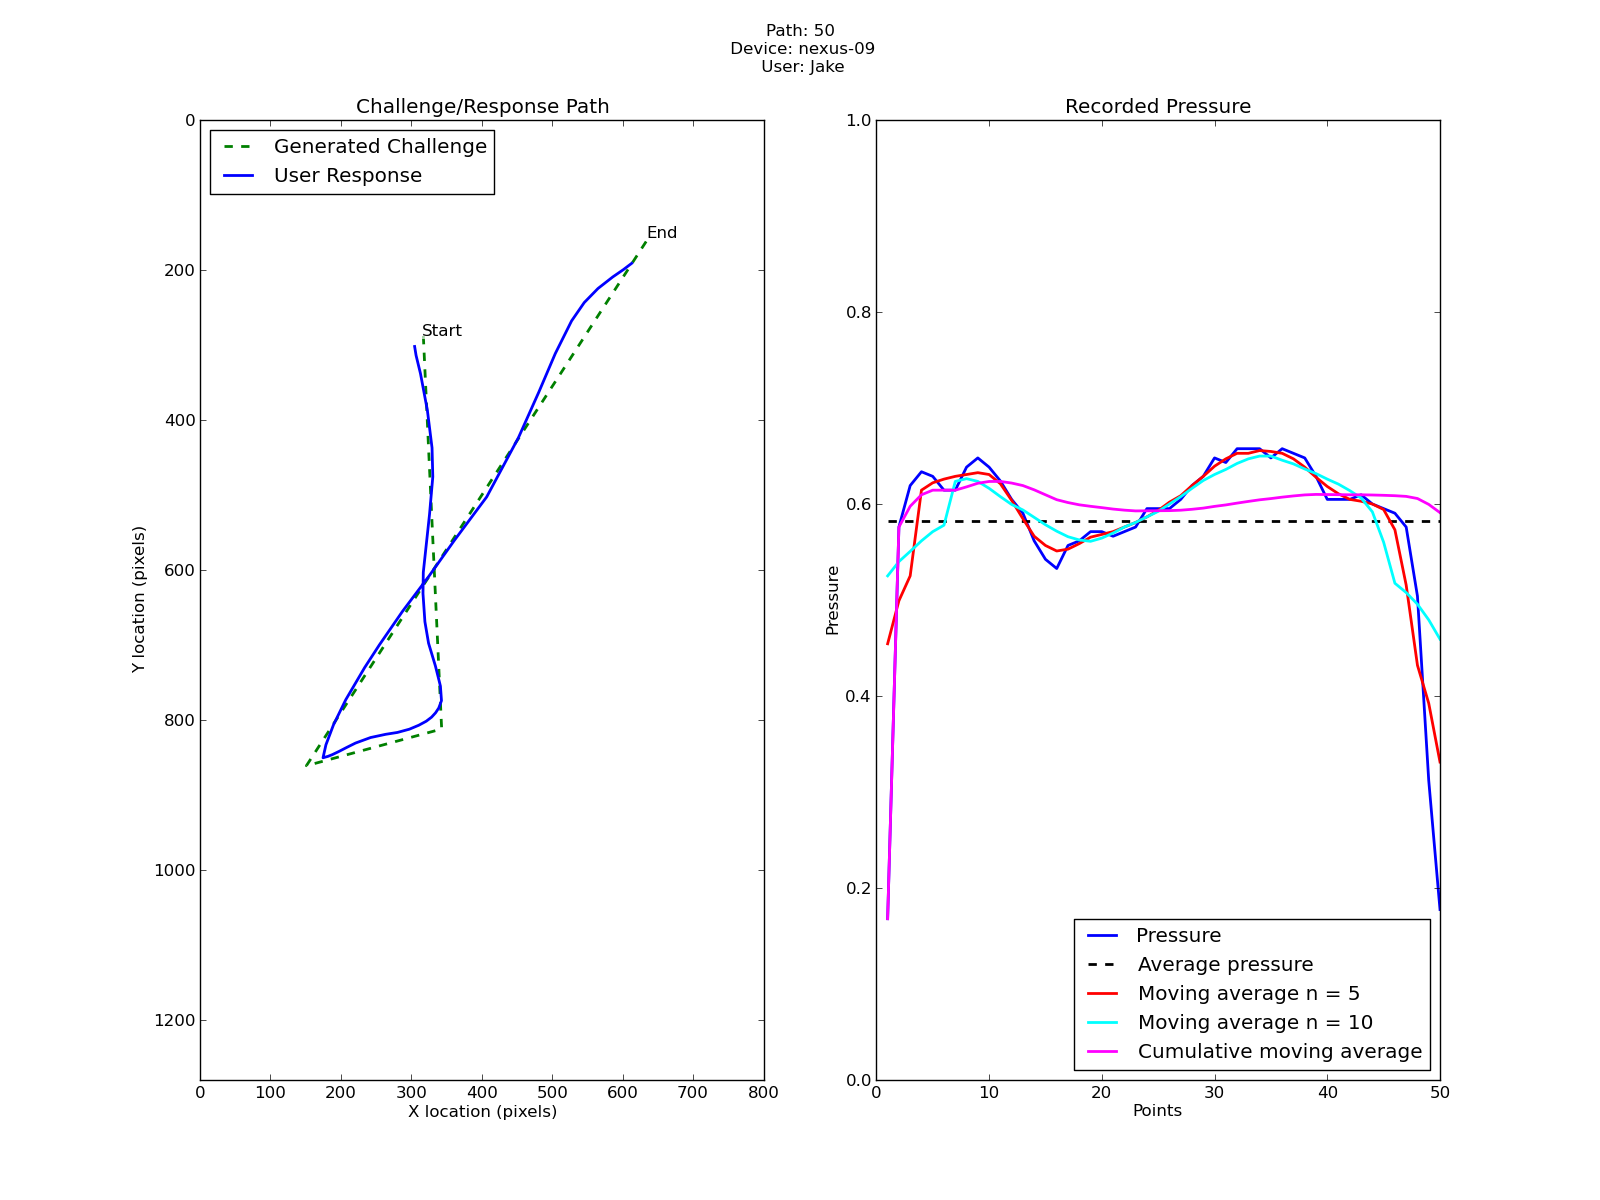 Path: 50
Device: nexus-09
User: Jake
Challenge/Response Path
Generated Challenge
User Response
End
Start
0
200
400
600
800
1000
1200
Y location (pixels)
0 100 200 300 400 500 600 700 800
X location (pixels)
Recorded Pressure
1.0
0.8
0.6
0.4
0.2
0.0
Pressure
Pressure
Average pressure
Moving average n = 5
Moving average n = 10
Cumulative moving average
0 10 20 30 40 50
Points